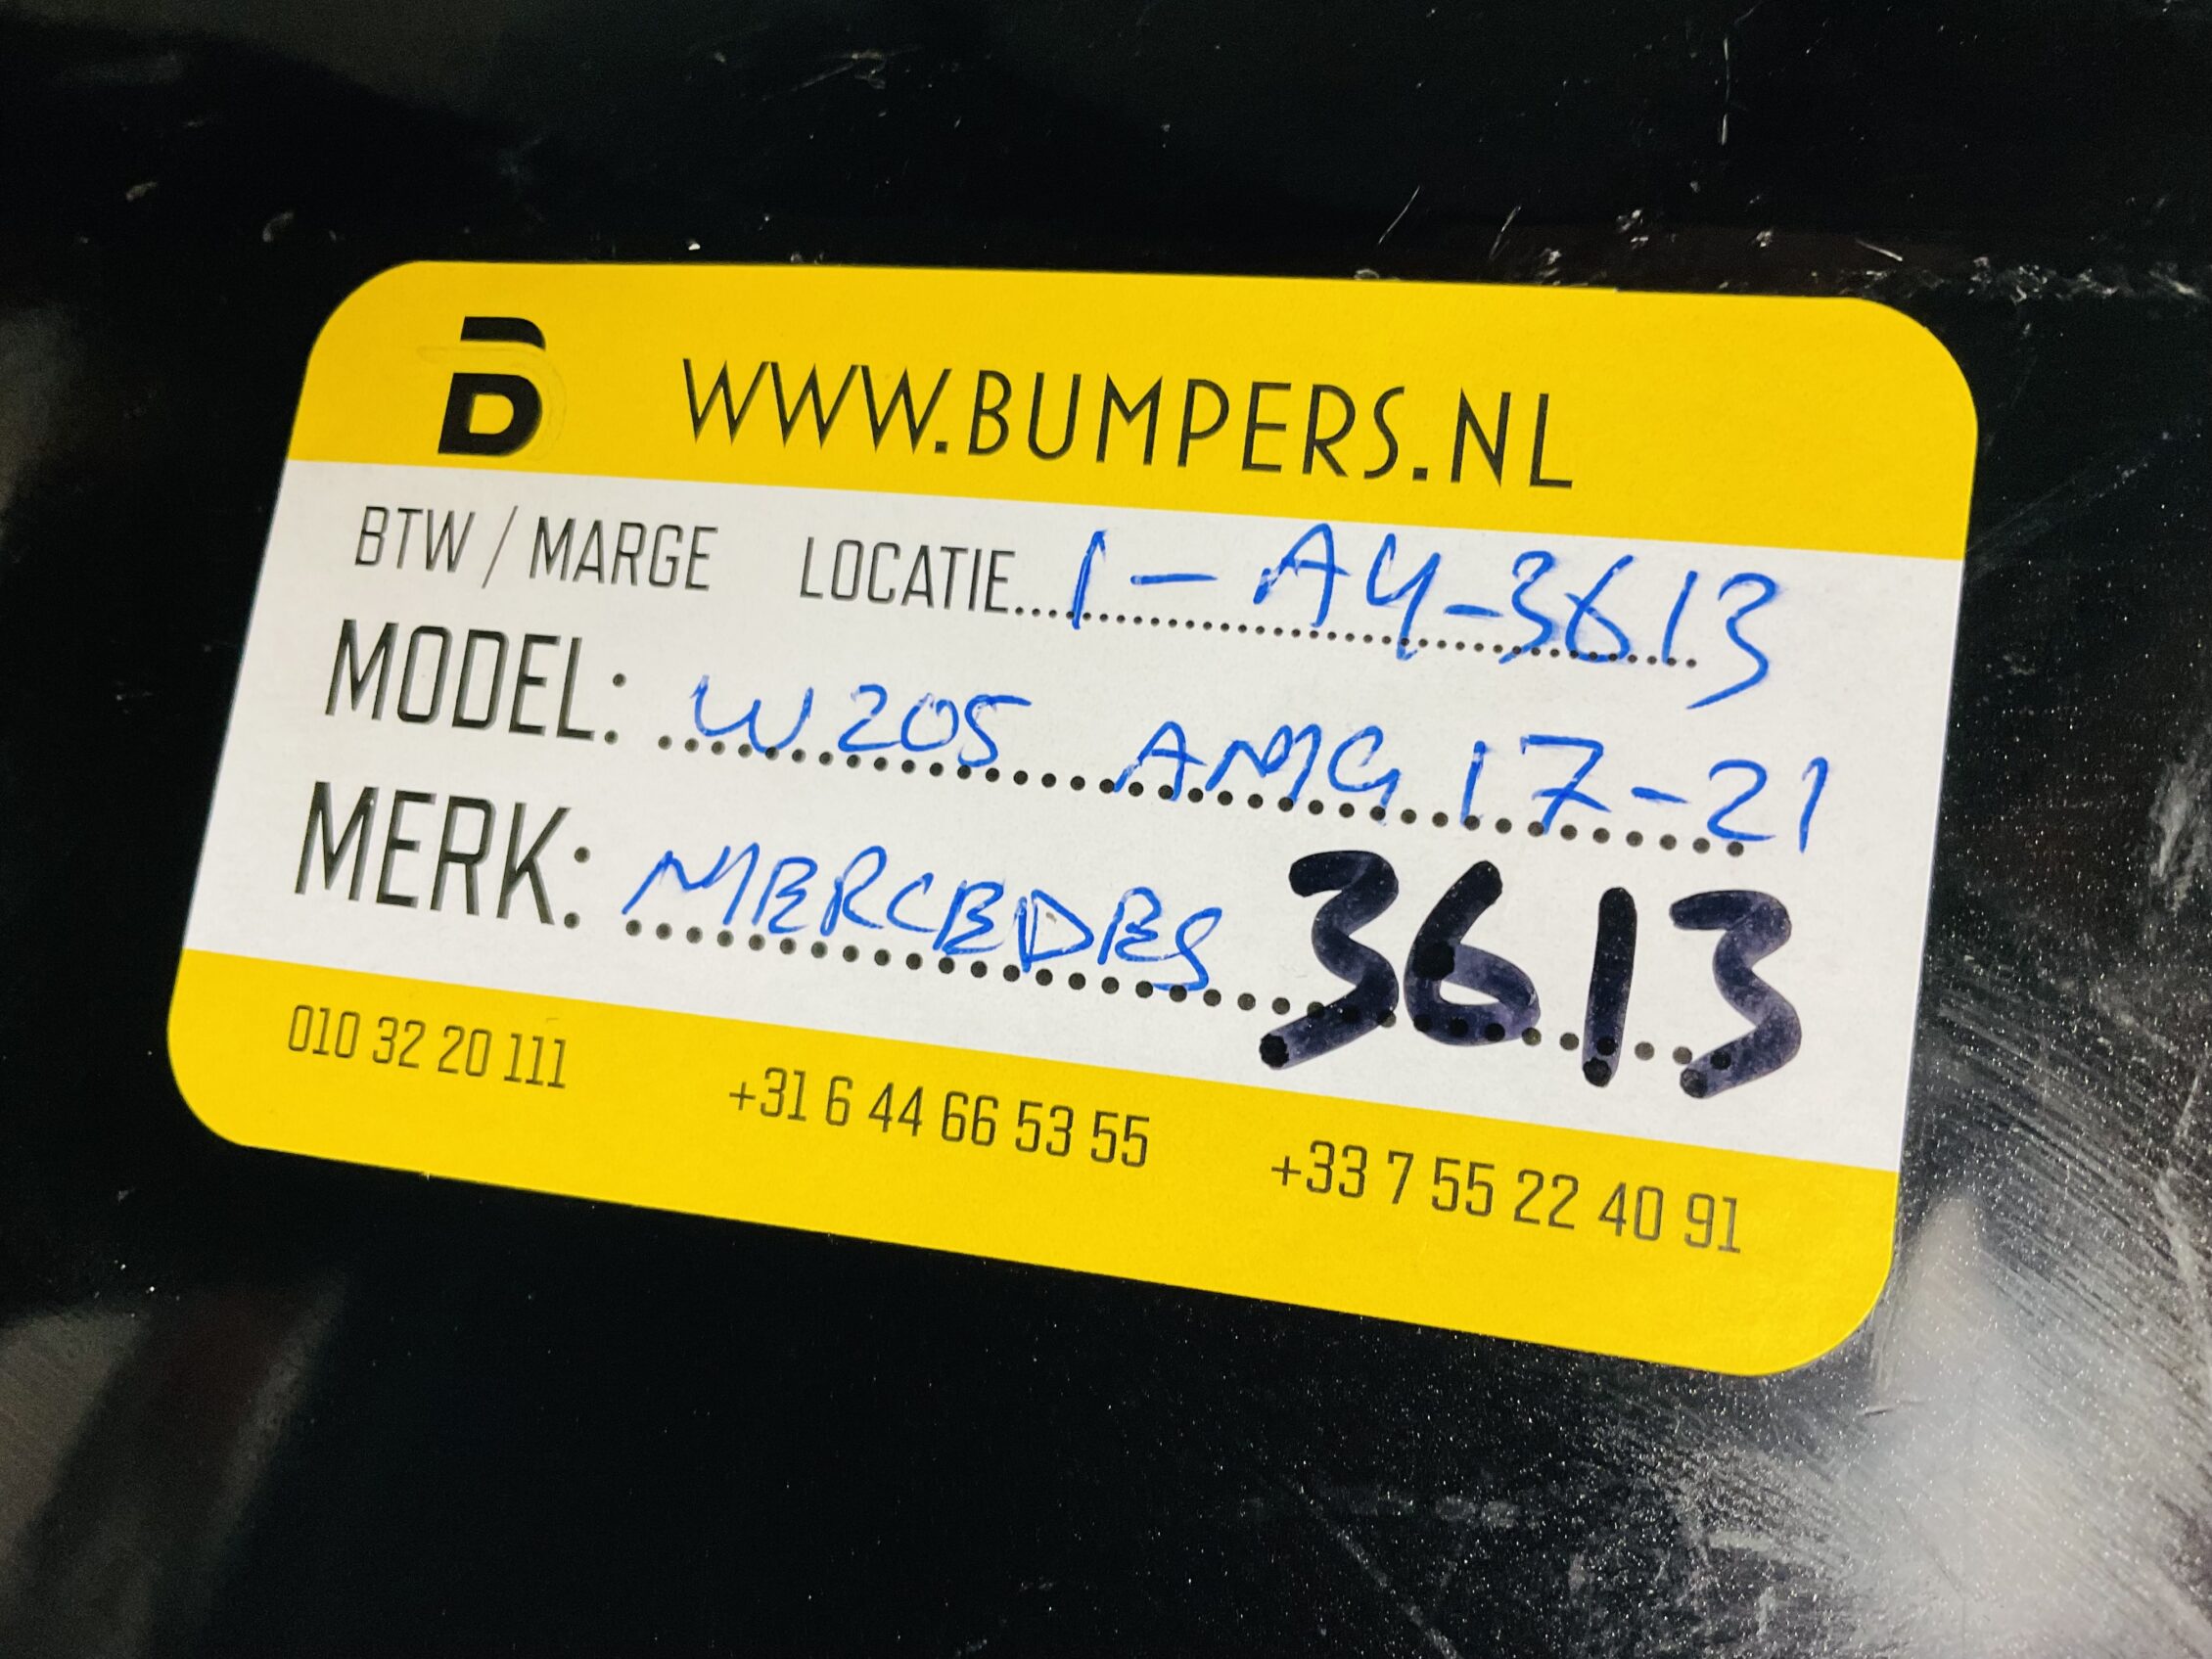 B WWW.BUMPERS.NL
BTW / MARGE LOCATIE 1 - A4-3613
MODEL: W205 AMG 17-21
MERK: MERCEDES 3613
010 32 20 111 +31 6 44 66 53 55 +33 7 55 22 40 91